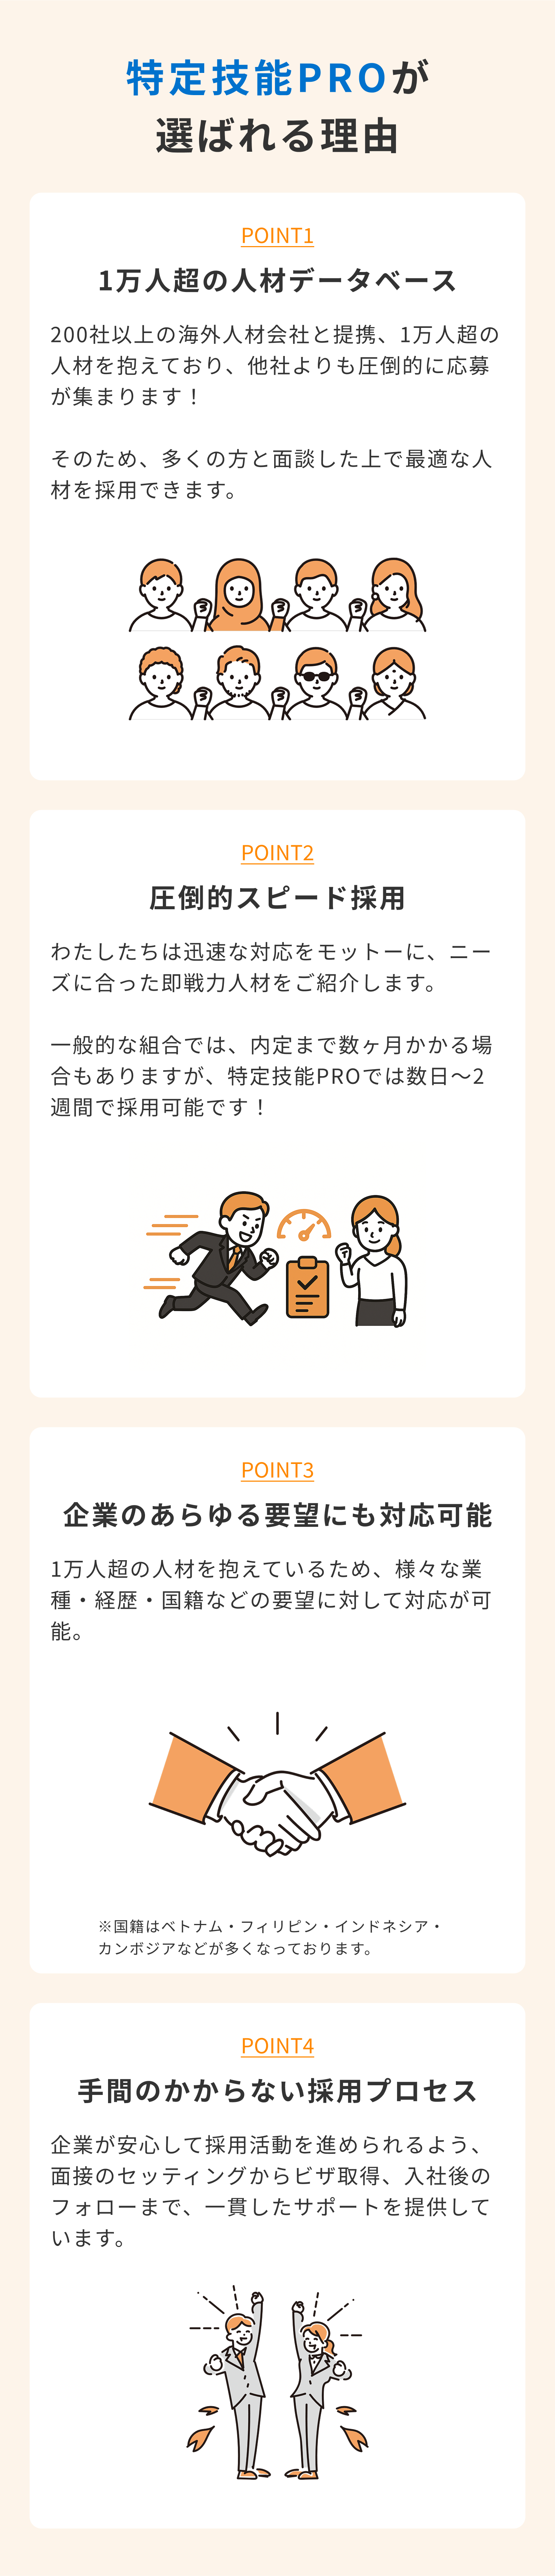 特定技能PROが
選ばれる理由
POINT1
1万人超の人材データベース
200社以上の海外人材会社と提携、1万人超の
人材を抱えており、他社よりも圧倒的に応募
が集まります！
そのため、多くの方と面談した上で最適な人
材を採用できます。
POINT2
圧倒的スピード採用
わたしたちは迅速な対応をモットーに、ニー
ズに合った即戦力人材をご紹介します。
一般的な組合では、内定まで数ヶ月かかる場
合もありますが、特定技能PROでは数日〜2
週間で採用可能です！
POINT3
企業のあらゆる要望にも対応可能
1万人超の人材を抱えているため、様々な業
種・経歴・国籍などの要望に対して対応が可
能。
※国籍はベトナム・フィリピン・インドネシア・
カンボジアなどが多くなっております。
POINT4
手間のかからない採用プロセス
企業が安心して採用活動を進められるよう、
面接のセッティングからビザ取得、入社後の
フォローまで、一貫したサポートを提供して
います。